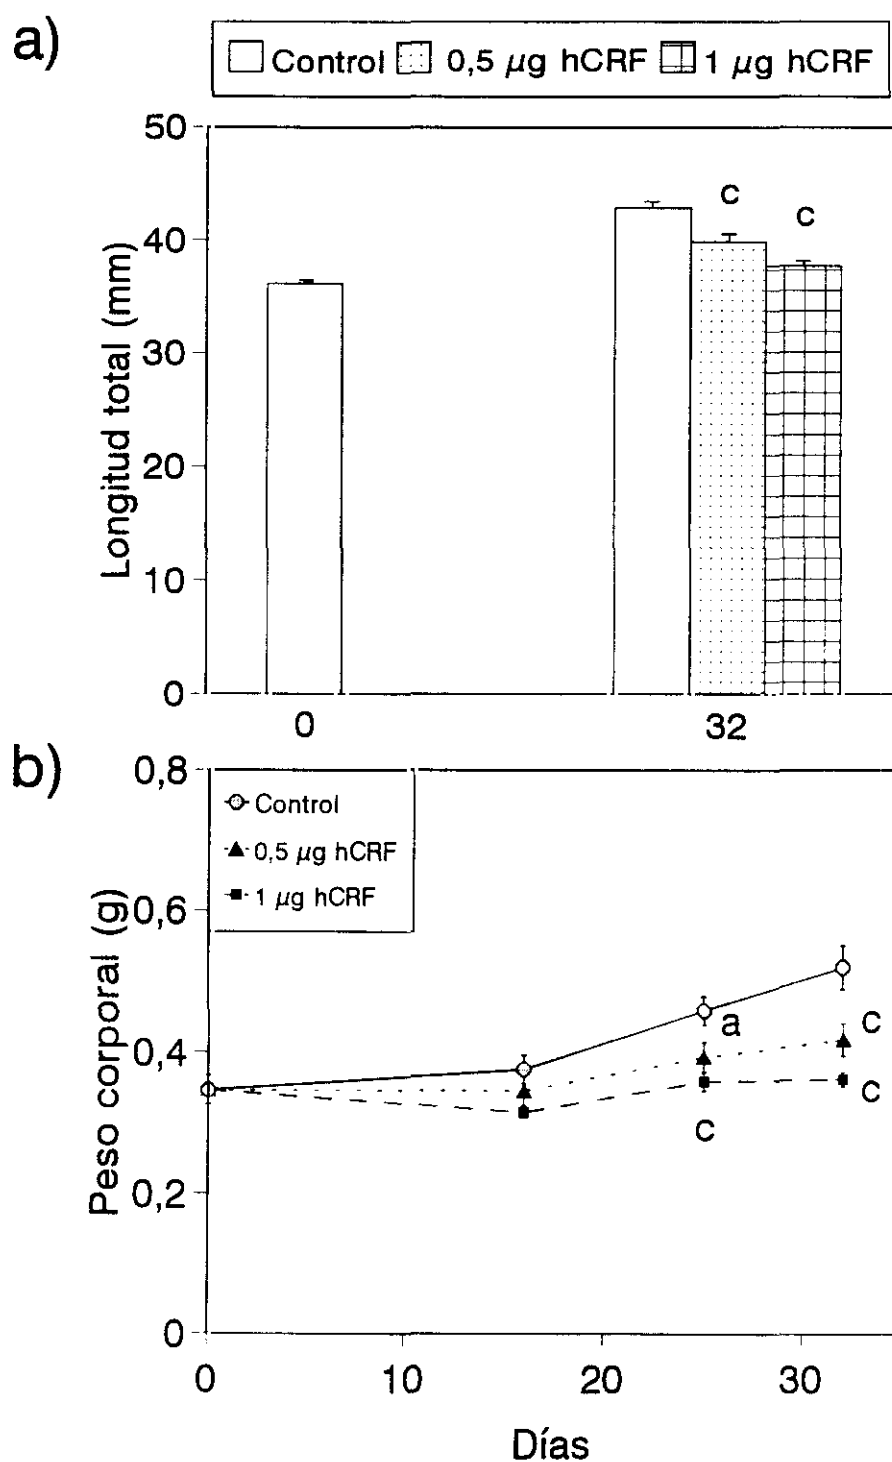 a)
Control 0,5 µg hCRF 1 µg hCRF
50
40
30
20
10
0
Longitud total (mm)
c
c
0 32
b)
0,8
0,6
0,4
0,2
0
Peso corporal (g)
Control
0,5 µg hCRF
1 µg hCRF
a
c
c
c
0 10 20 30
Días